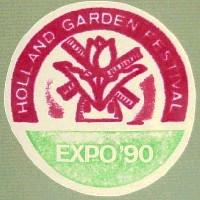 HOLLAND GARDEN FESTIVAL
EXPO '90